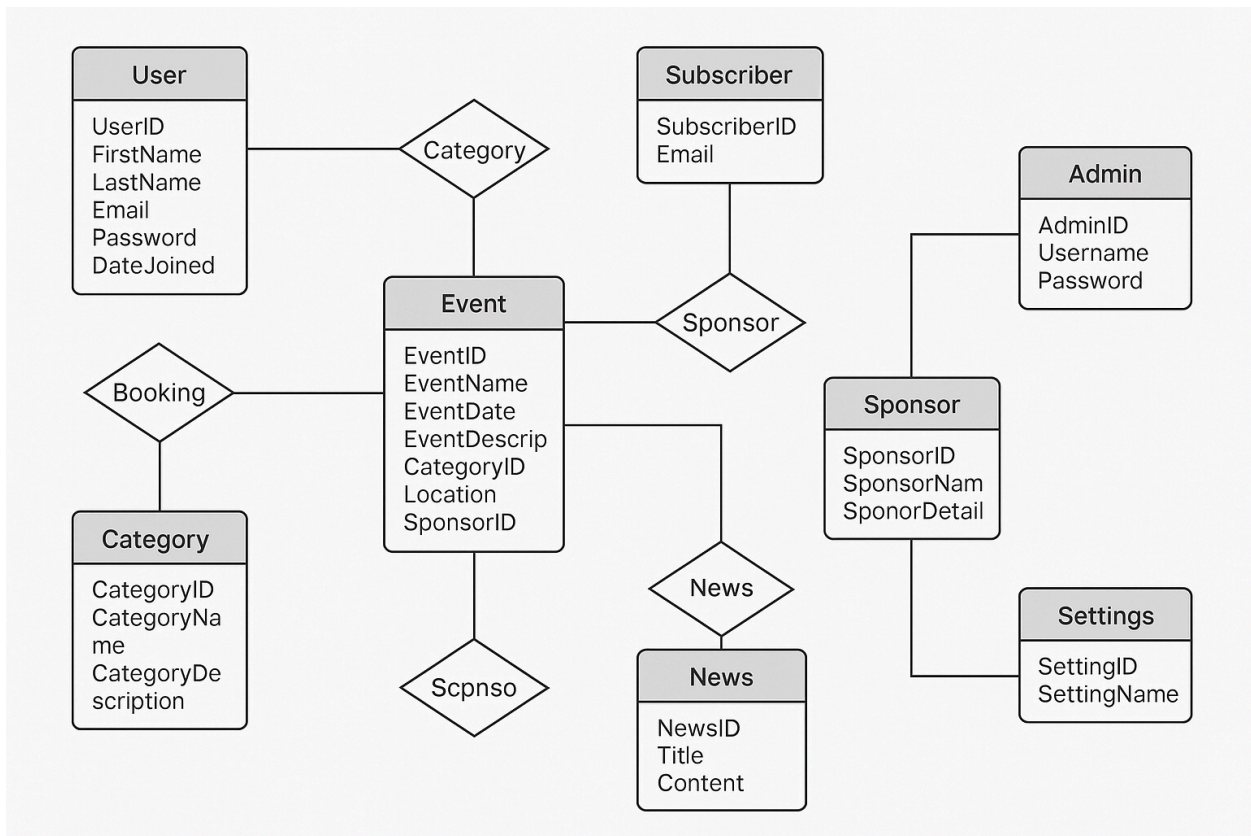 User
UserID
FirstName
LastName
Email
Password
DateJoined
Category
Subscriber
SubscriberID
Email
Admin
AdminID
Username
Password
Event
EventID
EventName
EventDate
EventDescrip
CategoryID
Location
SponsorID
Sponsor
Booking
Sponsor
SponsorID
SponsorNam
SponorDetail
Category
CategoryID
CategoryNa
me
CategoryDe
scription
Scpnso
News
News
NewsID
Title
Content
Settings
SettingID
SettingName